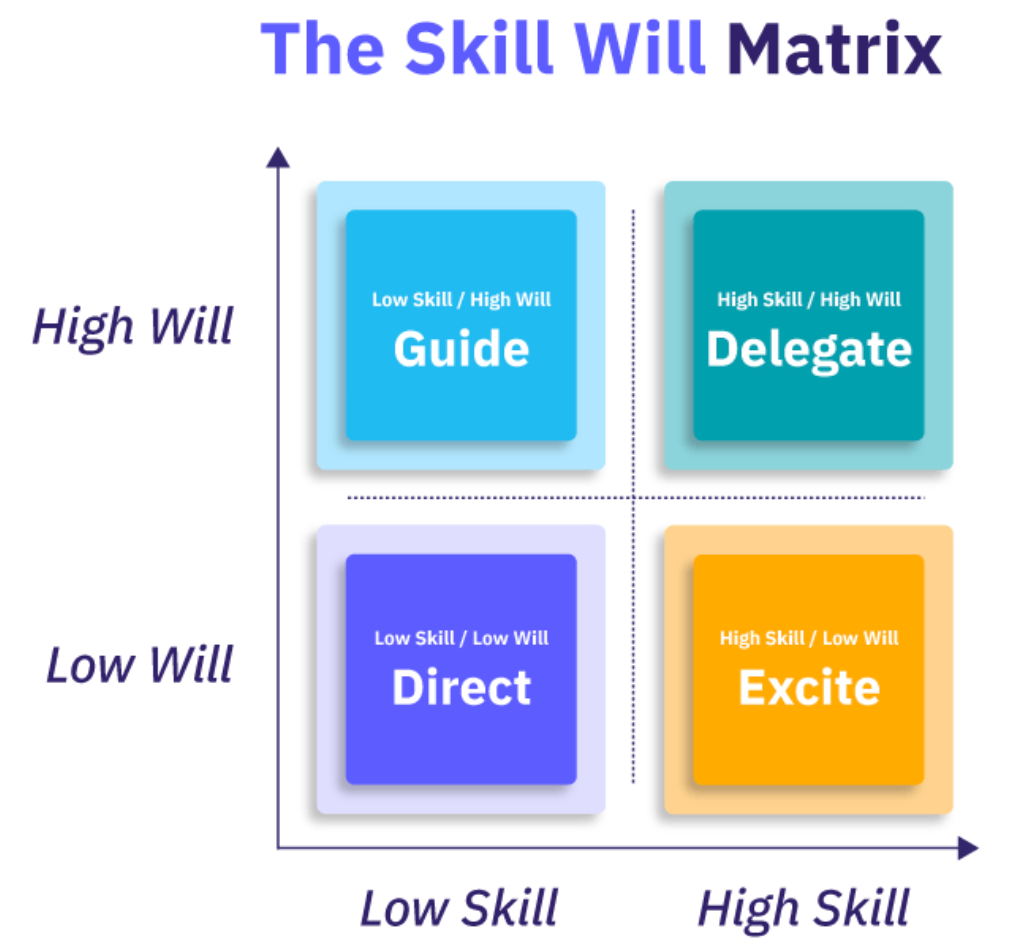 The Skill Will Matrix
High Will
Low Skill / High Will
Guide
High Skill / High Will
Delegate
Low Will
Low Skill / Low Will
Direct
High Skill / Low Will
Excite
Low Skill
High Skill